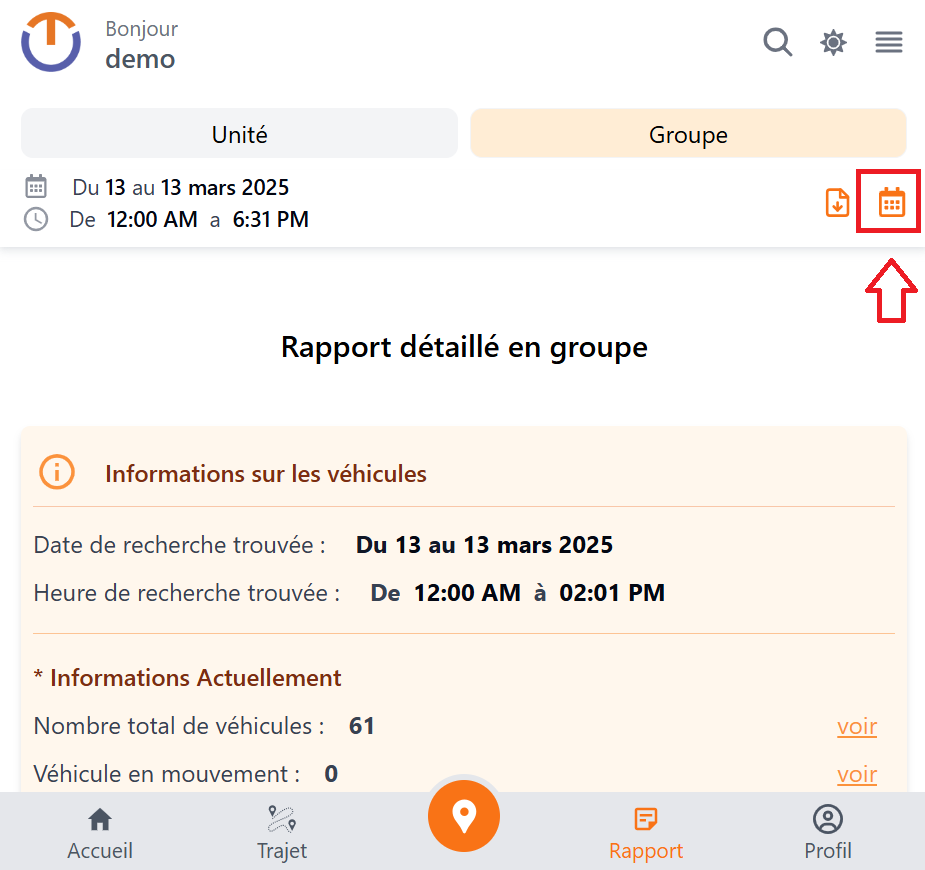 Bonjour
demo
Unité
Groupe
Du 13 au 13 mars 2025
De 12:00 AM a 6:31 PM
Rapport détaillé en groupe
Informations sur les véhicules
Date de recherche trouvée : Du 13 au 13 mars 2025
Heure de recherche trouvée : De 12:00 AM à 02:01 PM
* Informations Actuellement
Nombre total de véhicules : 61 voir
Véhicule en mouvement : 0 voir
Accueil
Trajet
Rapport
Profil